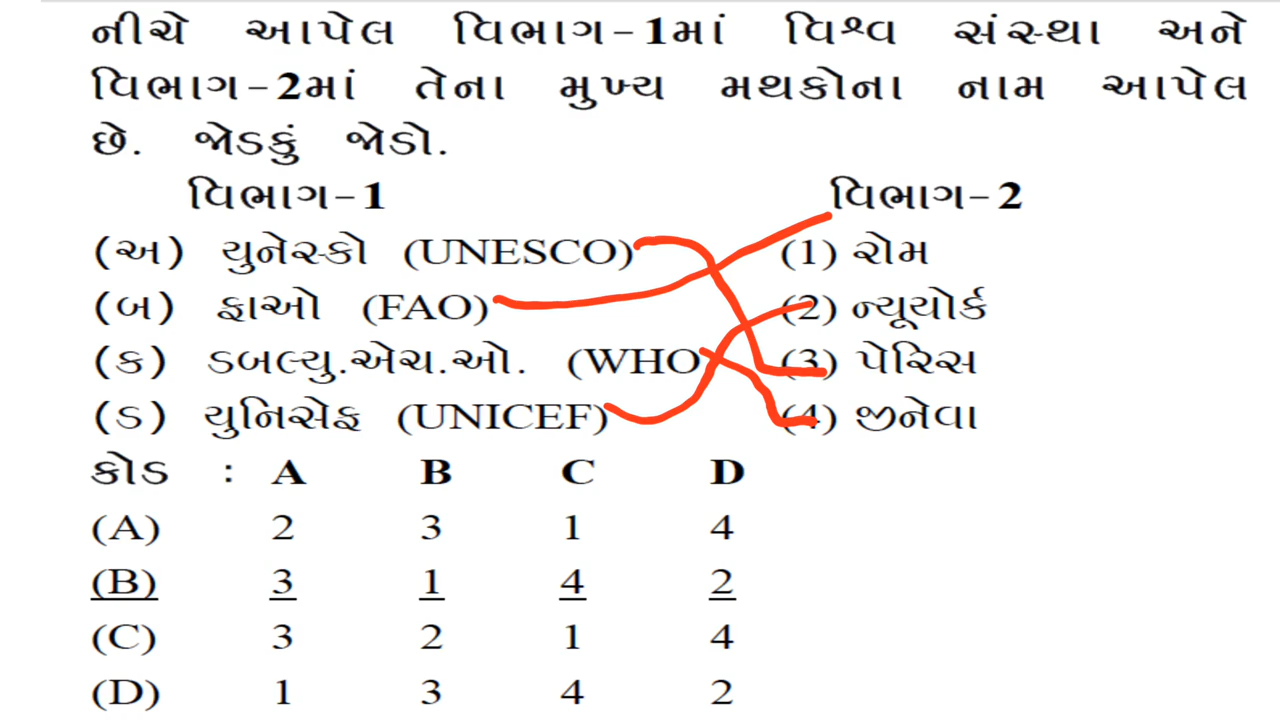 નીચે આપેલ વિભાગ-1માં વિશ્વ સંસ્થા અને
વિભાગ-2માં તેના મુખ્ય મથકોના નામ આપેલ
છે. જોડકું જોડો.
વિભાગ-1 વિભાગ-2
(અ) યુનેસ્કો (UNESCO) (1) રોમ
(બ) ફાઓ (FAO) (2) ન્યૂયોર્ક
(ક) ડબલ્યુ.એચ.ઓ. (WHO (3) પેરિસ
(ડ) યુનિસેફ (UNICEF) (4) જીનેવા
કોડ : A B C D
(A) 2 3 1 4
(B) 3 1 4 2
(C) 3 2 1 4
(D) 1 3 4 2